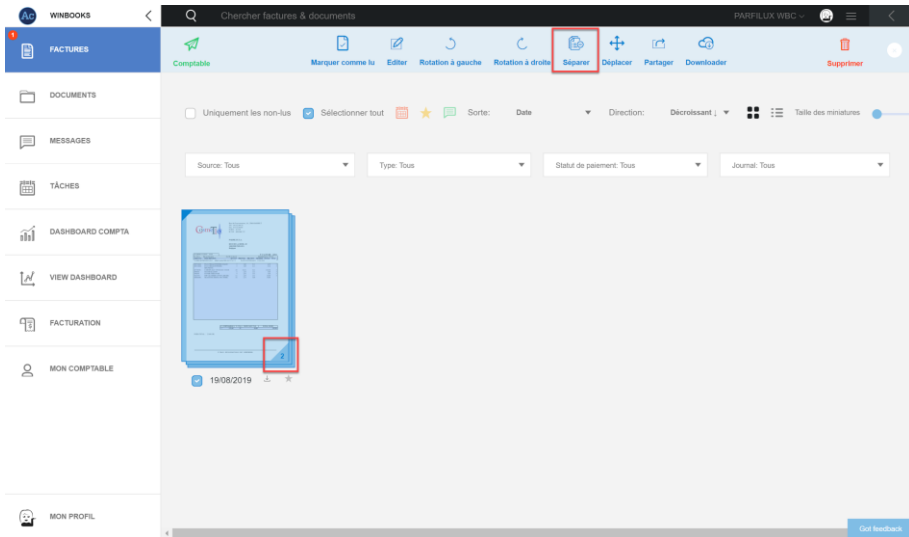 Ac WINBOOKS
Chercher factures & documents
PARFILUX WBC
1
FACTURES
Comptable
Marquer comme lu
Editer
Rotation à gauche
Rotation à droite
Séparer
Déplacer
Partager
Downloader
Supprimer
DOCUMENTS
Uniquement les non-lus
Sélectionner tout
Sorte:
Date
Direction:
Décroissant ↓
Taille des miniatures
MESSAGES
Source: Tous
Type: Tous
Statut de paiement: Tous
Journal: Tous
TÂCHES
DASHBOARD COMPTA
VIEW DASHBOARD
FACTURATION
2
MON COMPTABLE
19/08/2019
MON PROFIL
Got feedback